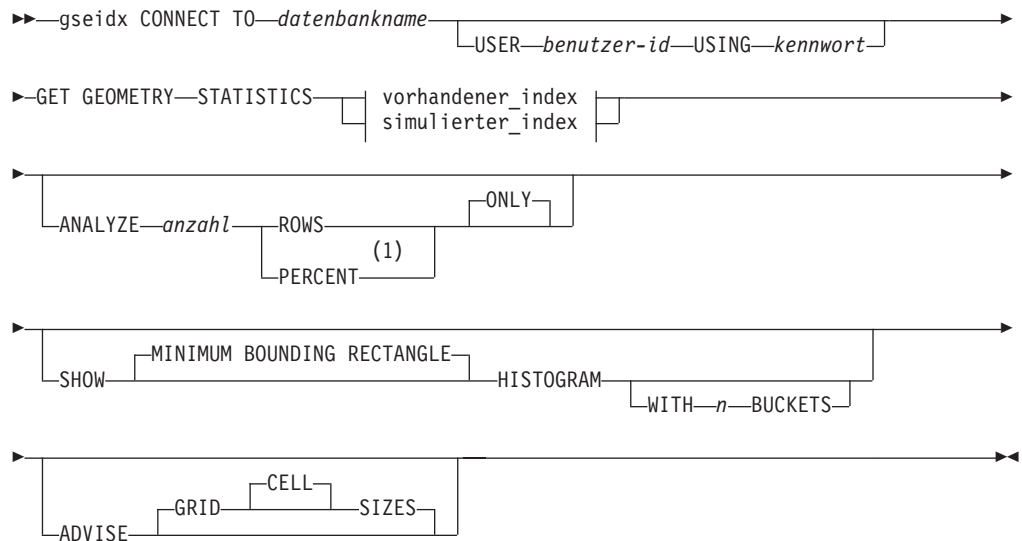 gseidx CONNECT TO datenbankname
USER benutzer-id USING kennwort
GET GEOMETRY STATISTICS vorhandener_index
simulierter_index
ONLY
ANALYZE anzahl ROWS
(1)
PERCENT
MINIMUM BOUNDING RECTANGLE
SHOW HISTOGRAM
WITH n BUCKETS
CELL
GRID SIZES
ADVISE